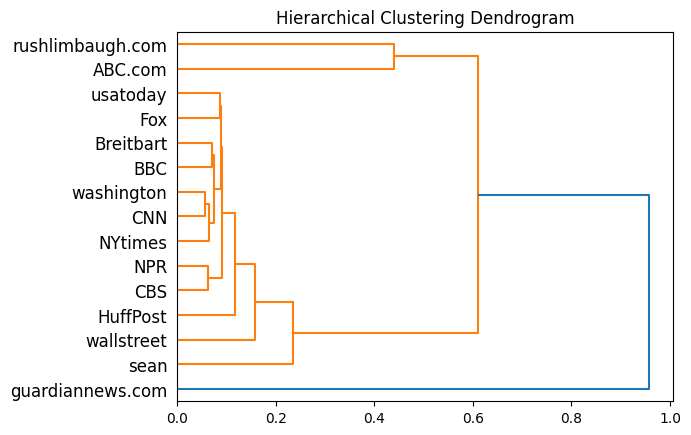 Hierarchical Clustering Dendrogram
rushlimbaugh.com
ABC.com
usatoday
Fox
Breitbart
BBC
washington
CNN
NYtimes
NPR
CBS
HuffPost
wallstreet
sean
guardiannews.com
0.0 0.2 0.4 0.6 0.8 1.0